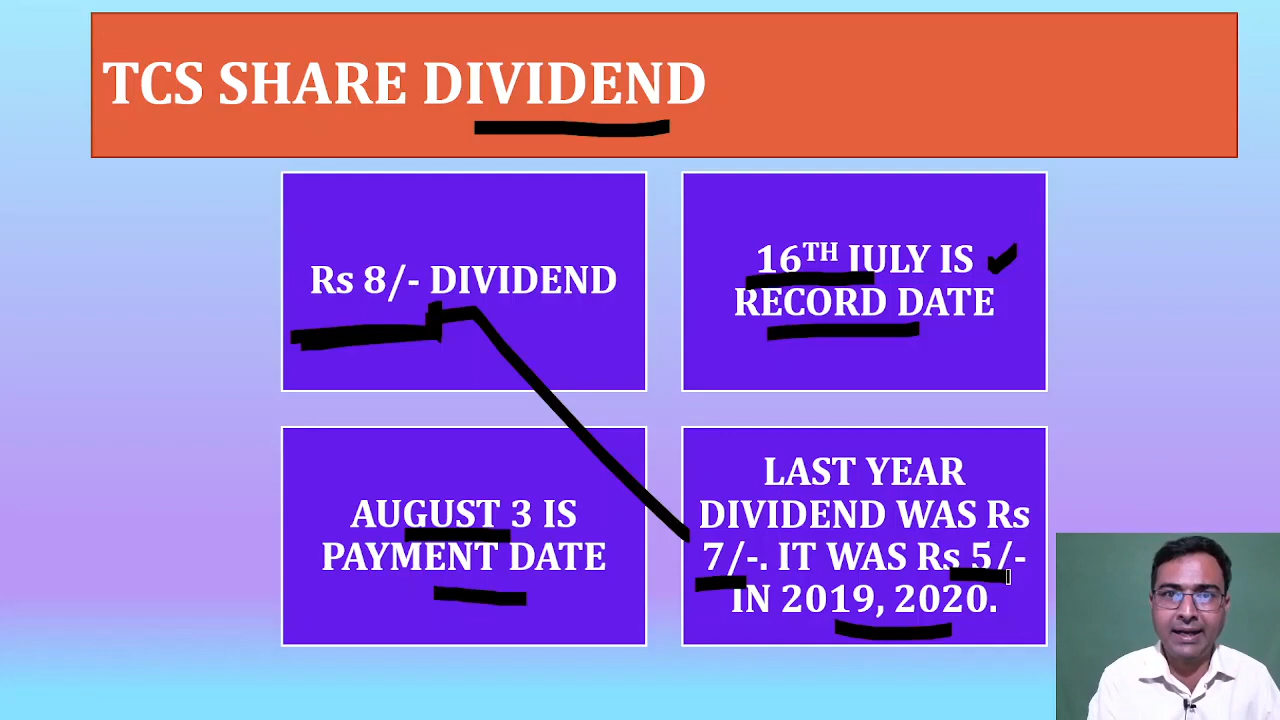 TCS SHARE DIVIDEND
Rs 8/- DIVIDEND
16TH JULY IS
RECORD DATE
AUGUST 3 IS
PAYMENT DATE
LAST YEAR
DIVIDEND WAS Rs
7/-. IT WAS Rs 5/-
IN 2019, 2020.